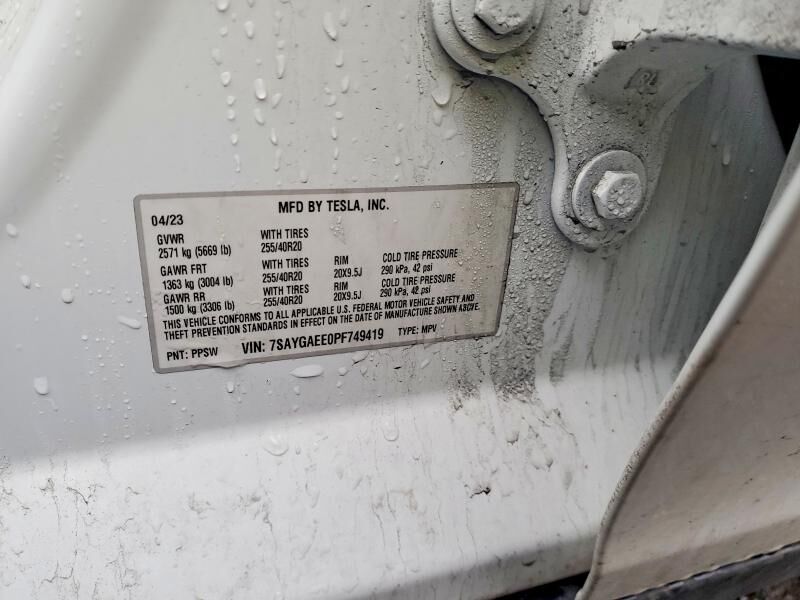 MFD BY TESLA, INC.
04/23
GVWR WITH TIRES
2571 kg (5669 lb) 255/40R20
GAWR FRT WITH TIRES RIM COLD TIRE PRESSURE
1363 kg (3004 lb) 255/40R20 20X9.5J 290 kPa, 42 psi
GAWR RR WITH TIRES RIM COLD TIRE PRESSURE
1500 kg (3306 lb) 255/40R20 20X9.5J 290 kPa, 42 psi
THIS VEHICLE CONFORMS TO ALL APPLICABLE U.S. FEDERAL MOTOR VEHICLE SAFETY AND
THEFT PREVENTION STANDARDS IN EFFECT ON THE DATE OF MANUFACTURE SHOWN ABOVE.
PNT: PPSW VIN: 7SAYGAEE0PF749419 TYPE: MPV